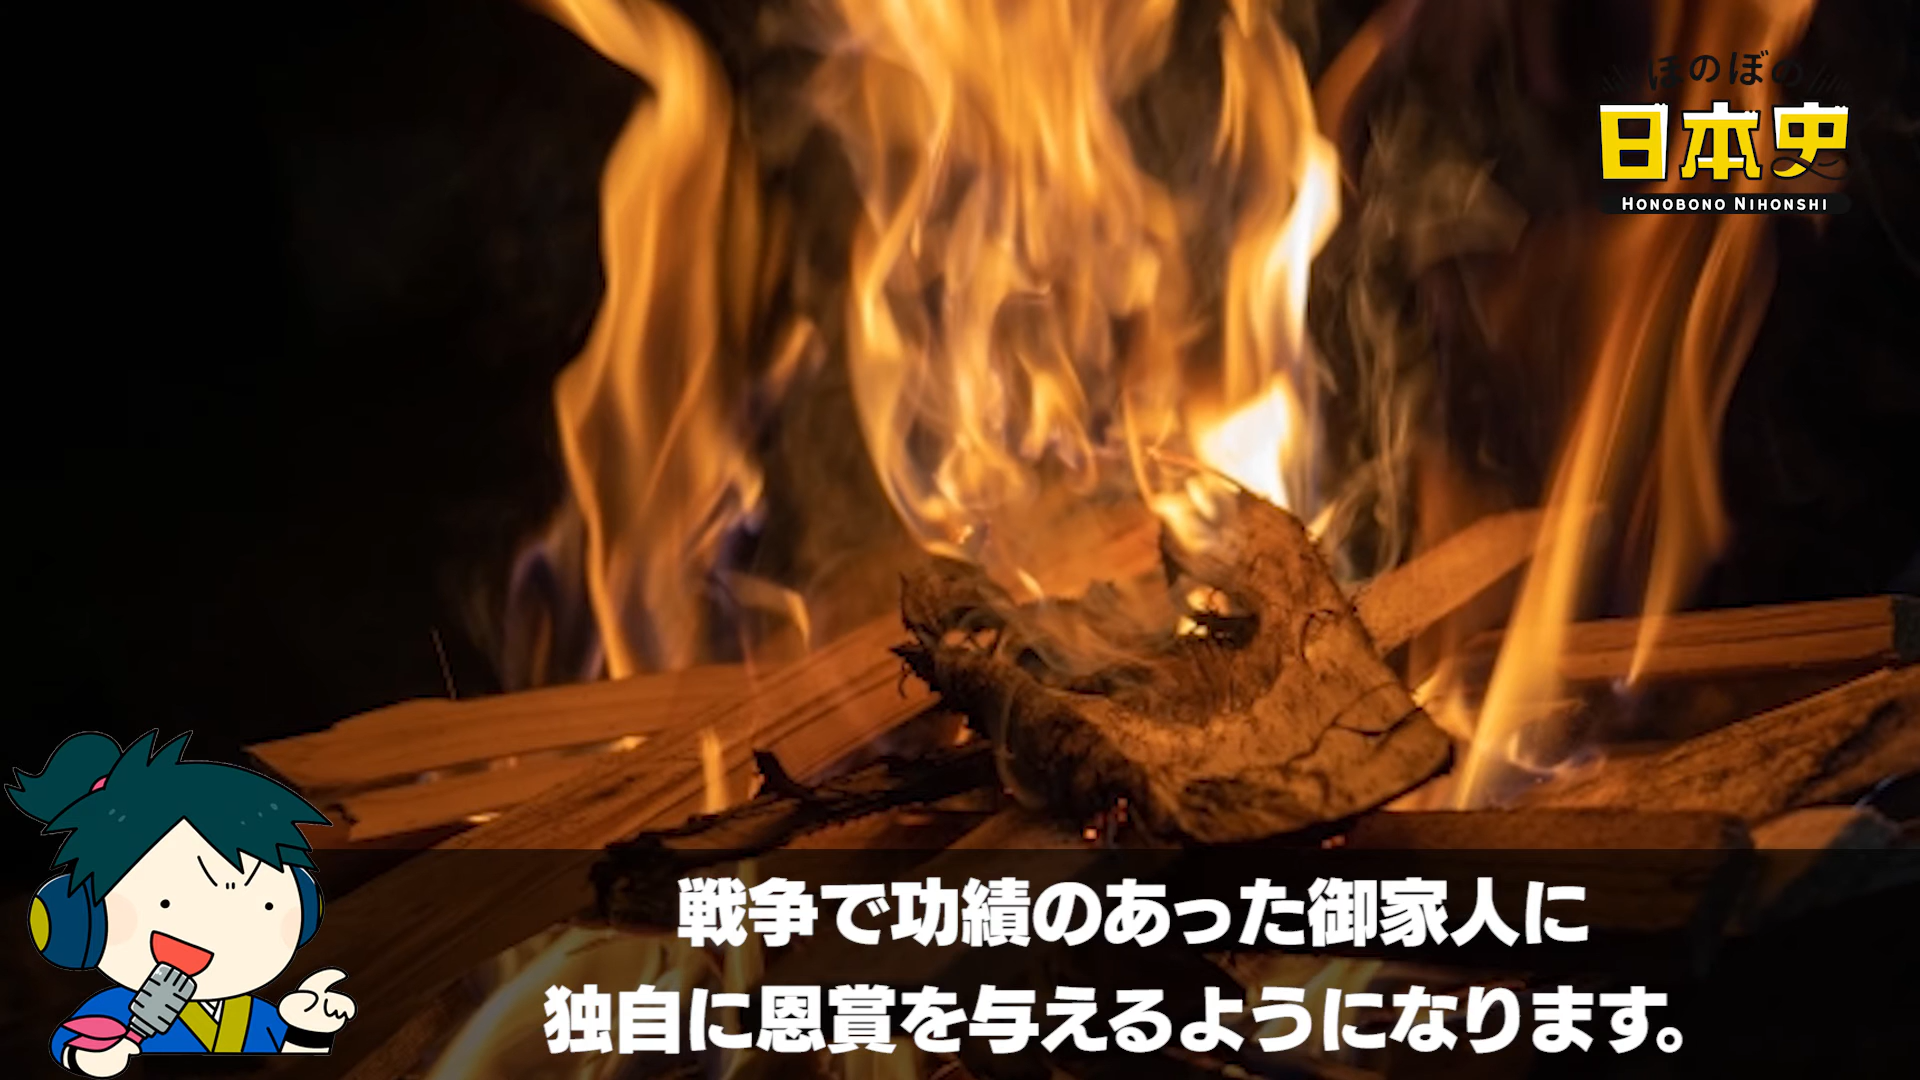 ほのぼの
日本史
HONOBONO NIHONSHI
戦争で功績のあった御家人に
独自に恩賞を与えるようになります。